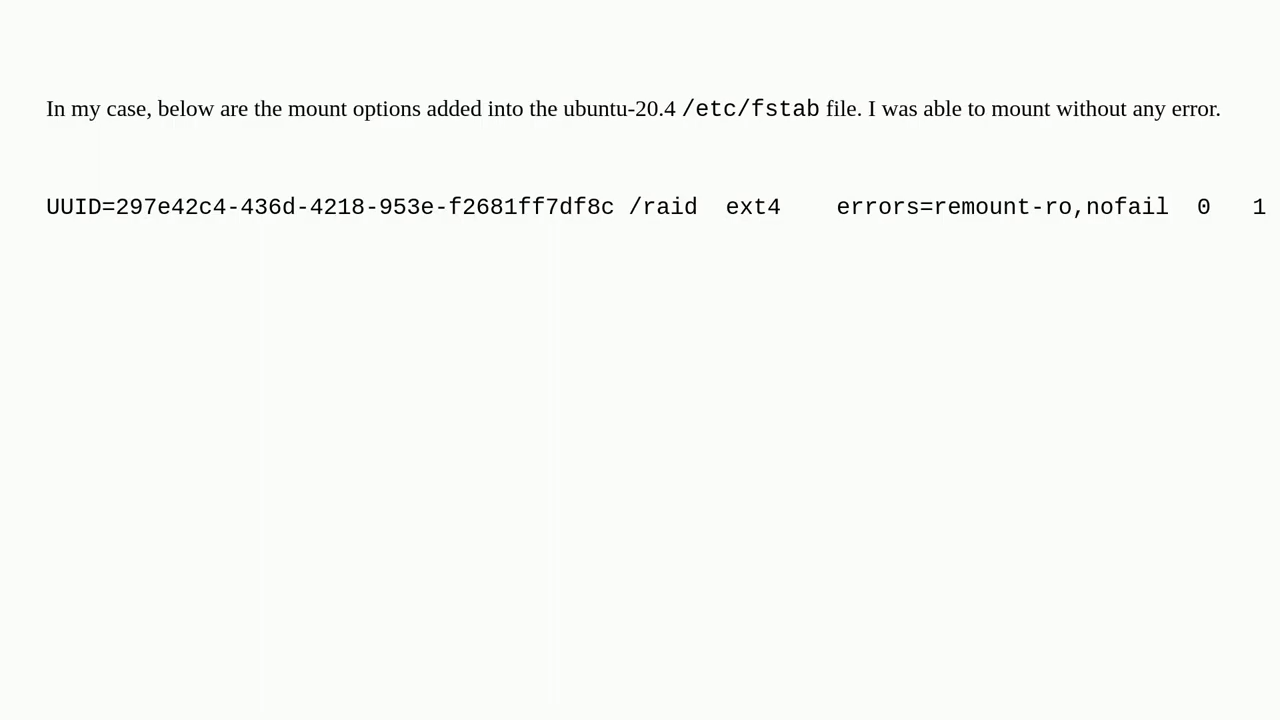 In my case, below are the mount options added into the ubuntu-20.4 /etc/fstab file. I was able to mount without any error.
UUID=297e42c4-436d-4218-953e-f2681ff7df8c /raid  ext4    errors=remount-ro,nofail  0   1